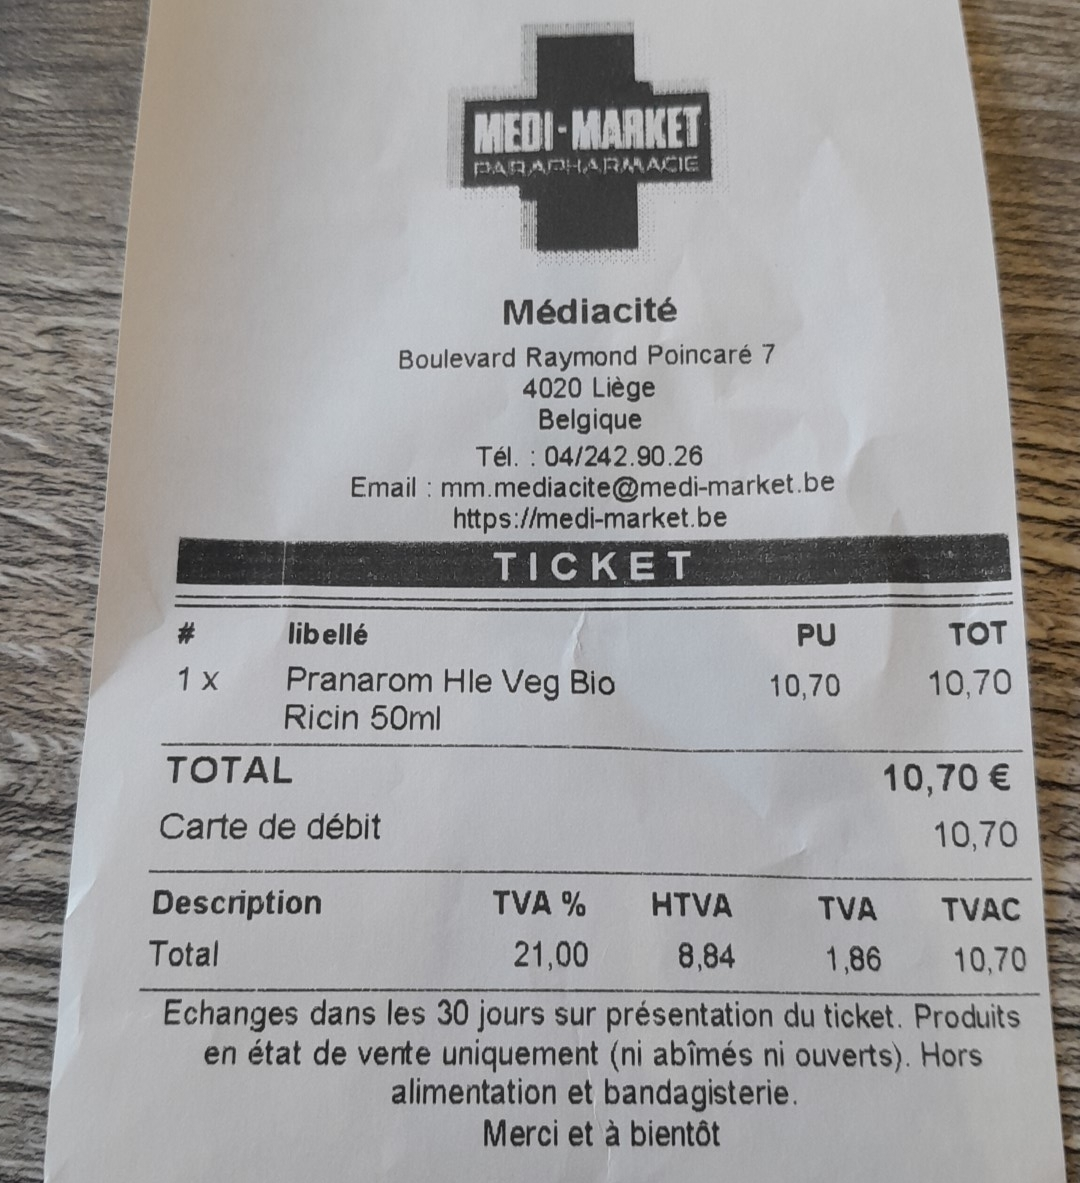 MEDI-MARKET
PARAPHARMACIE
Médiacité
Boulevard Raymond Poincaré 7
4020 Liège
Belgique
Tél. : 04/242.90.26
Email : mm.mediacite@medi-market.be
https://medi-market.be
TICKET
# libellé PU TOT
1 x Pranarom Hle Veg Bio 10,70 10,70
Ricin 50ml
TOTAL 10,70 €
Carte de débit 10,70
Description TVA % HTVA TVA TVAC
Total 21,00 8,84 1,86 10,70
Echanges dans les 30 jours sur présentation du ticket. Produits
en état de vente uniquement (ni abîmés ni ouverts). Hors
alimentation et bandagisterie.
Merci et à bientôt